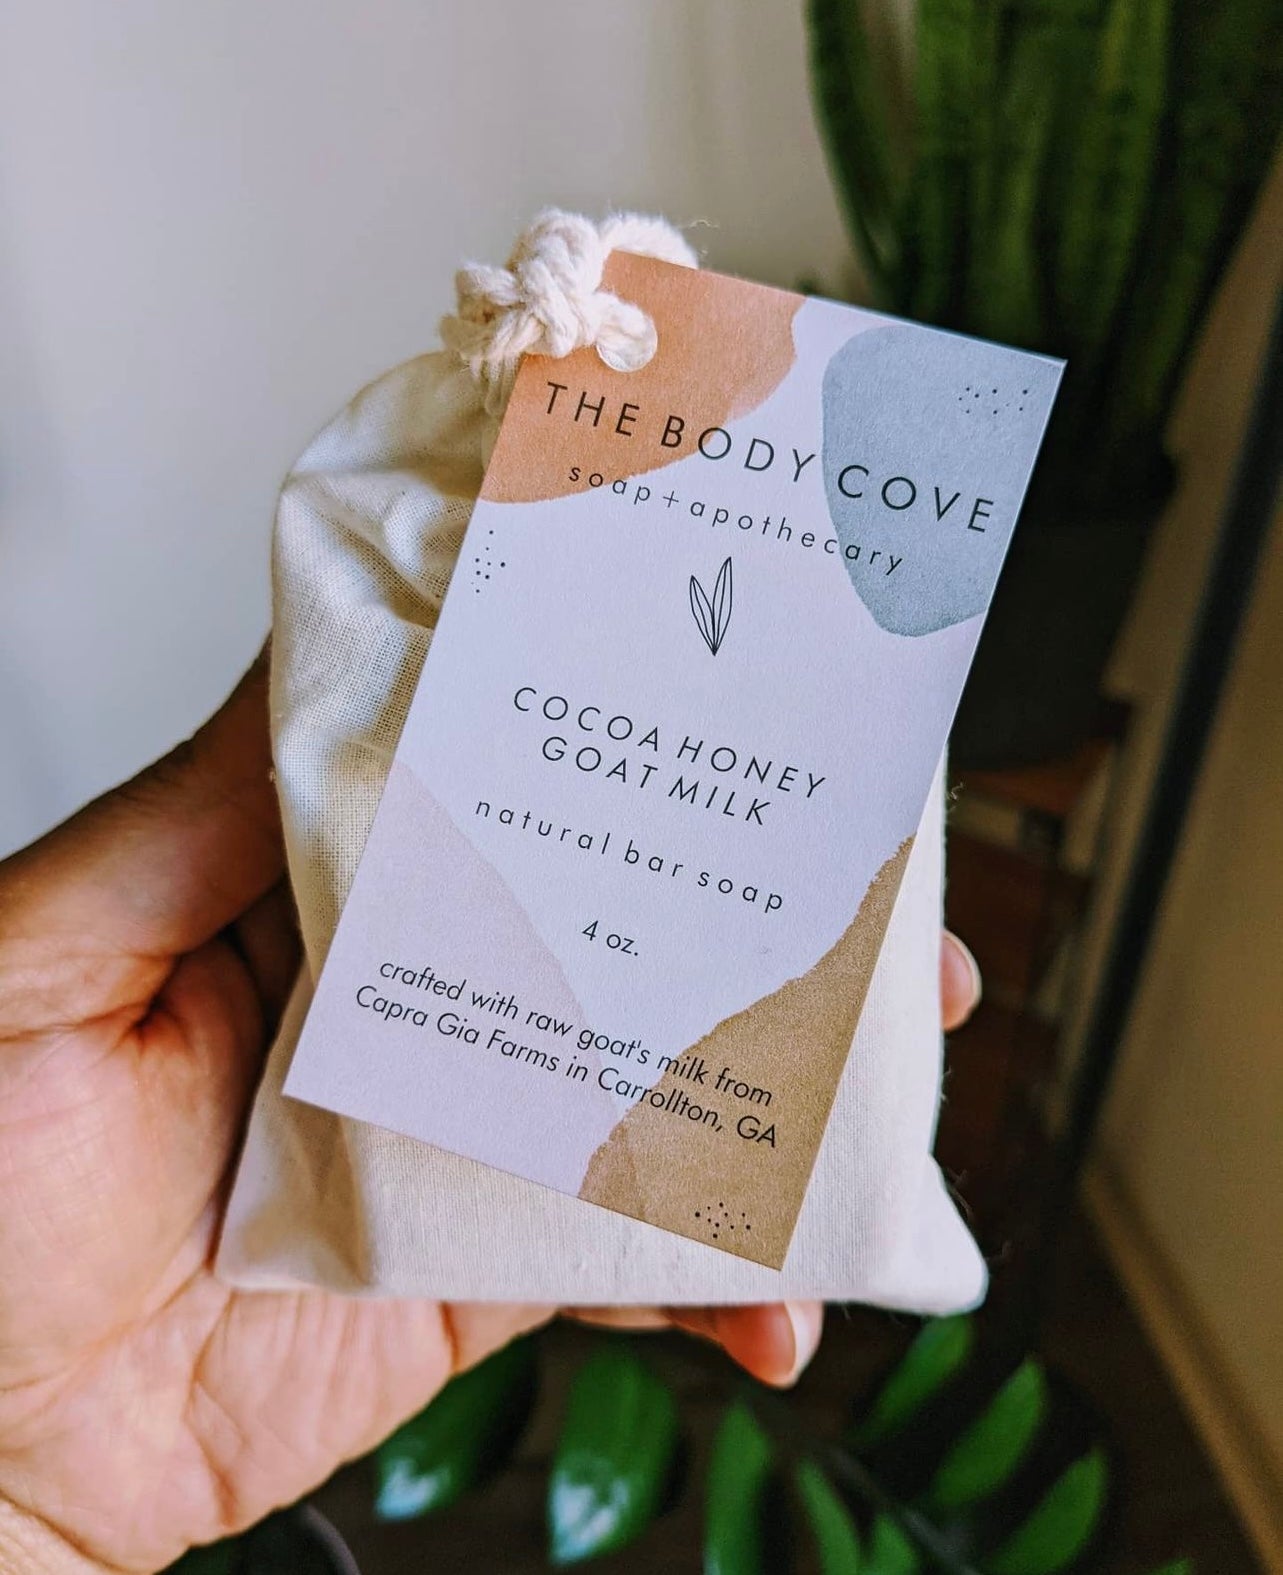 THE BODY COVE
soap+apothecary
COCOA HONEY
GOAT MILK
natural bar soap
4 oz.
crafted with raw goat's milk from
Capra Gia Farms in Carrollton, GA